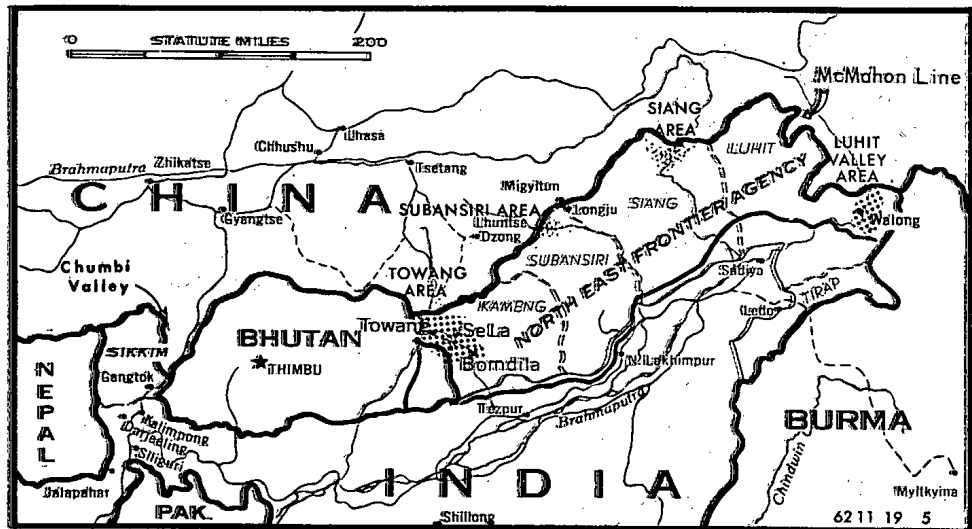 0 STATUTE MILES 200
McMahon Line
SIANG
AREA
LUHIT
LUHIT
VALLEY
AREA
Lhasa
Chhushu
Brahmaputra
Zhikatse
Tsetang
CHINA
Migyitun
SUBANSIRI AREA
Longju
SIANG
Walong
Gyangtse
Lhuntse
Dzong
NORTH EAST FRONTIER AGENCY
SUBANSIRI
Chumbi
Valley
TOWANG
AREA
KAMENG
Sadiya
TIRAP
Ledo
Towang
Se La
BHUTAN
THIMBU
Bomdila
N. Lakhimpur
NEPAL
SIKKIM
Gangtok
Tezpur
Brahmaputra
BURMA
Kalimpong
Darjeeling
Siliguri
Jalapahar
INDIA
Chindwin
Myitkyina
PAK.
Shillong
62 11 19 5